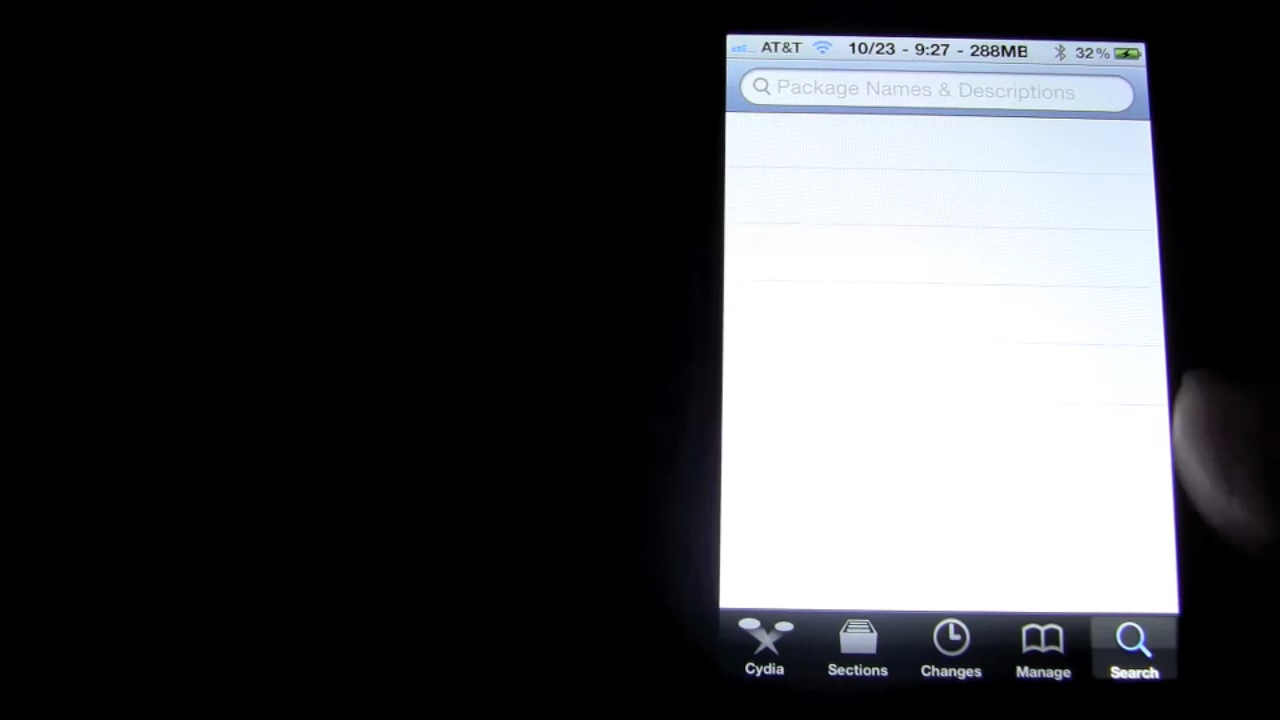 AT&T 10/23 - 9:27 - 288MB 32%
Package Names & Descriptions
Cydia Sections Changes Manage Search